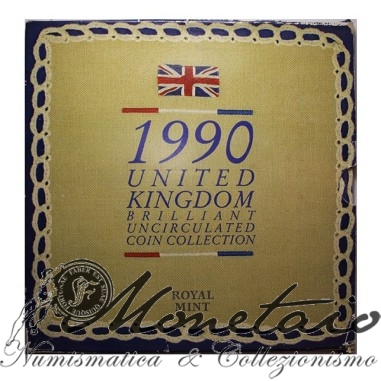 1990
UNITED
KINGDOM
BRILLIANT
UNCIRCULATED
COIN COLLECTION
ROYAL
MINT
Monetaio
Numismatica & Collezionismo